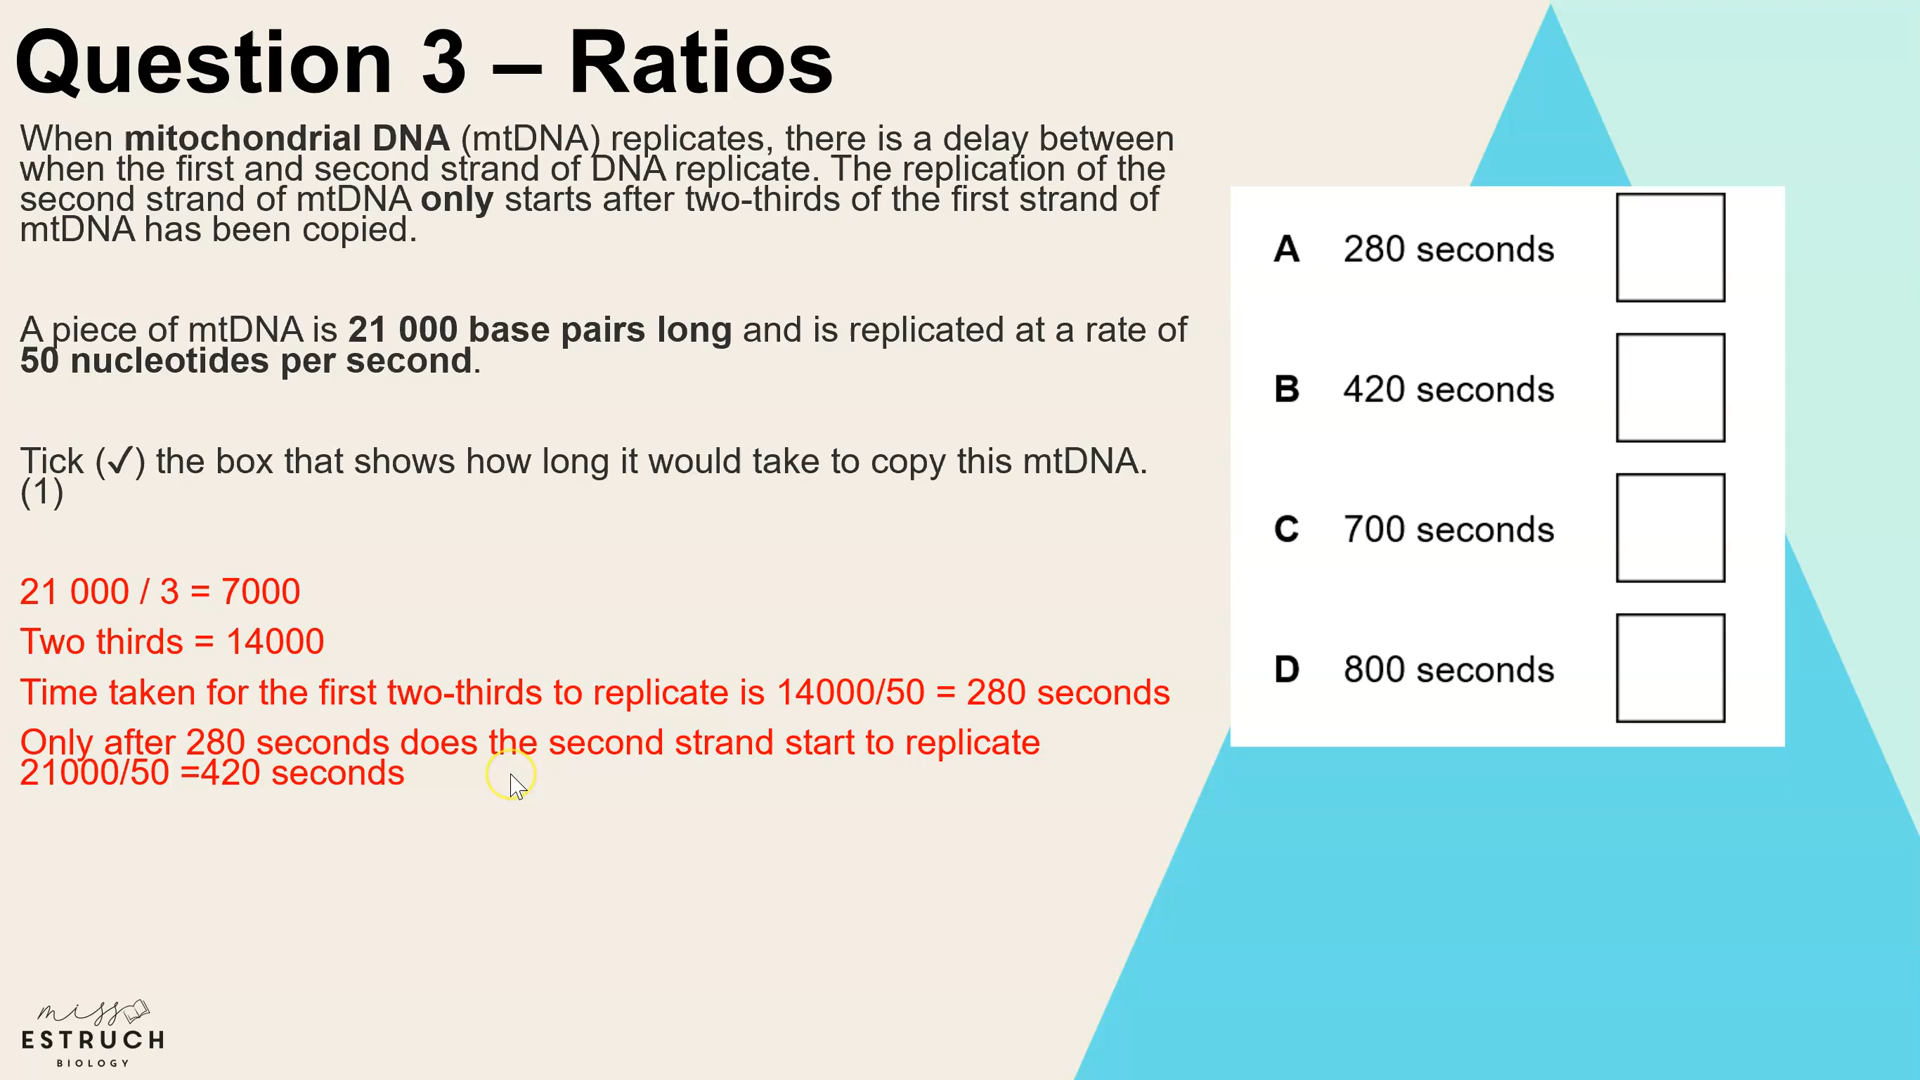 Question 3 – Ratios
When mitochondrial DNA (mtDNA) replicates, there is a delay between
when the first and second strand of DNA replicate. The replication of the
second strand of mtDNA only starts after two-thirds of the first strand of
mtDNA has been copied.
A piece of mtDNA is 21 000 base pairs long and is replicated at a rate of
50 nucleotides per second.
Tick (✓) the box that shows how long it would take to copy this mtDNA.
(1)
21 000 / 3 = 7000
Two thirds = 14000
Time taken for the first two-thirds to replicate is 14000/50 = 280 seconds
Only after 280 seconds does the second strand start to replicate
21000/50 =420 seconds
A 280 seconds
B 420 seconds
C 700 seconds
D 800 seconds
miss
ESTRUCH
BIOLOGY